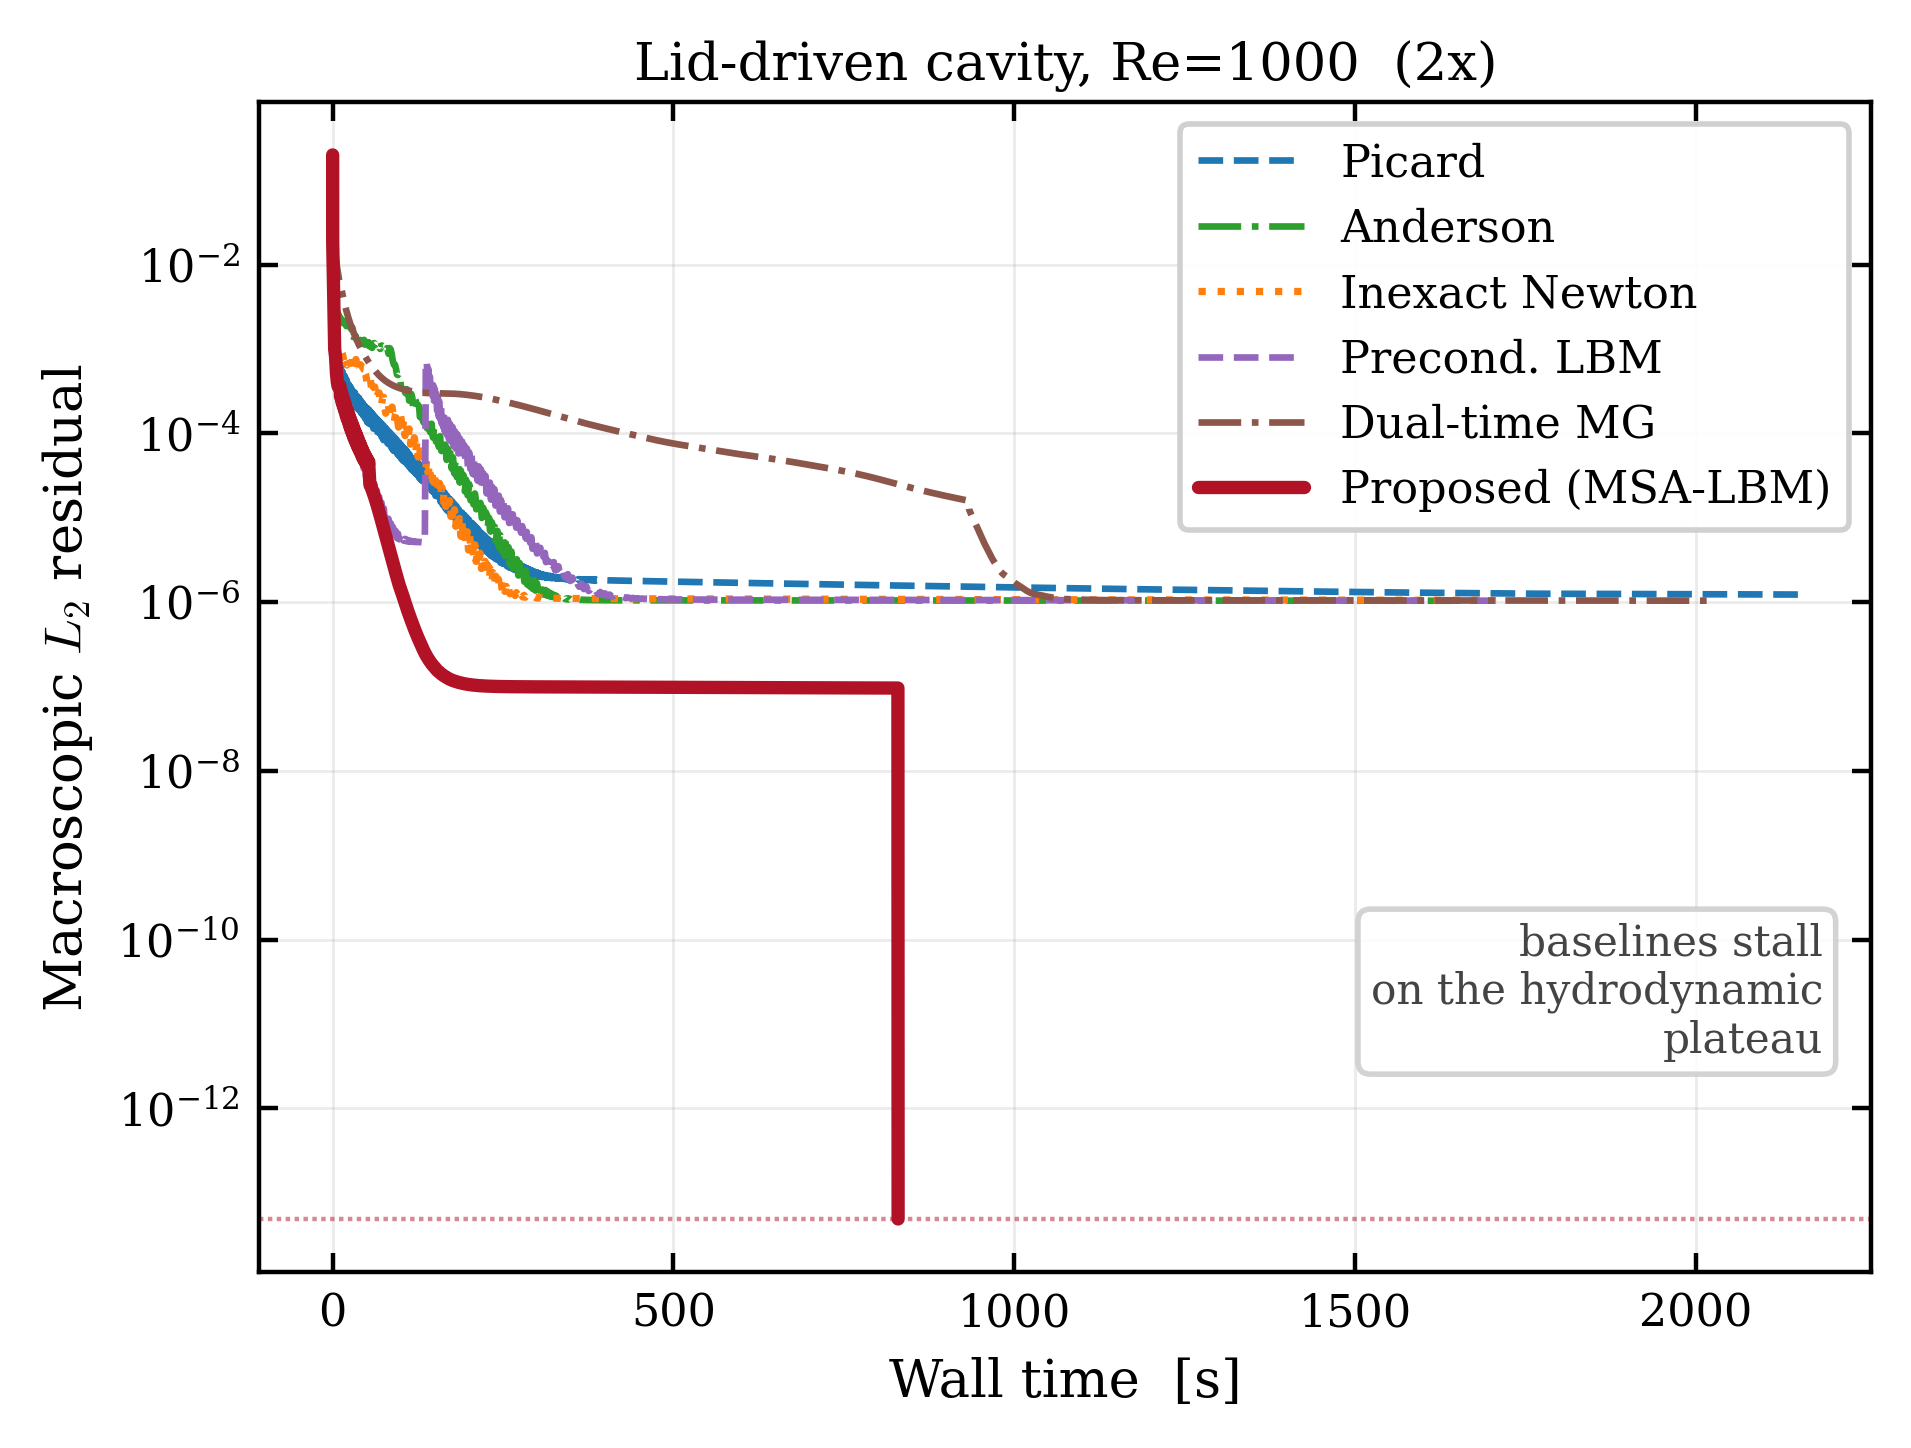 Lid-driven cavity, Re=1000 (2x)
Macroscopic L₂ residual
10⁻²
10⁻⁴
10⁻⁶
10⁻⁸
10⁻¹⁰
10⁻¹²
Picard
Anderson
Inexact Newton
Precond. LBM
Dual-time MG
Proposed (MSA-LBM)
baselines stall
on the hydrodynamic
plateau
0 500 1000 1500 2000
Wall time [s]